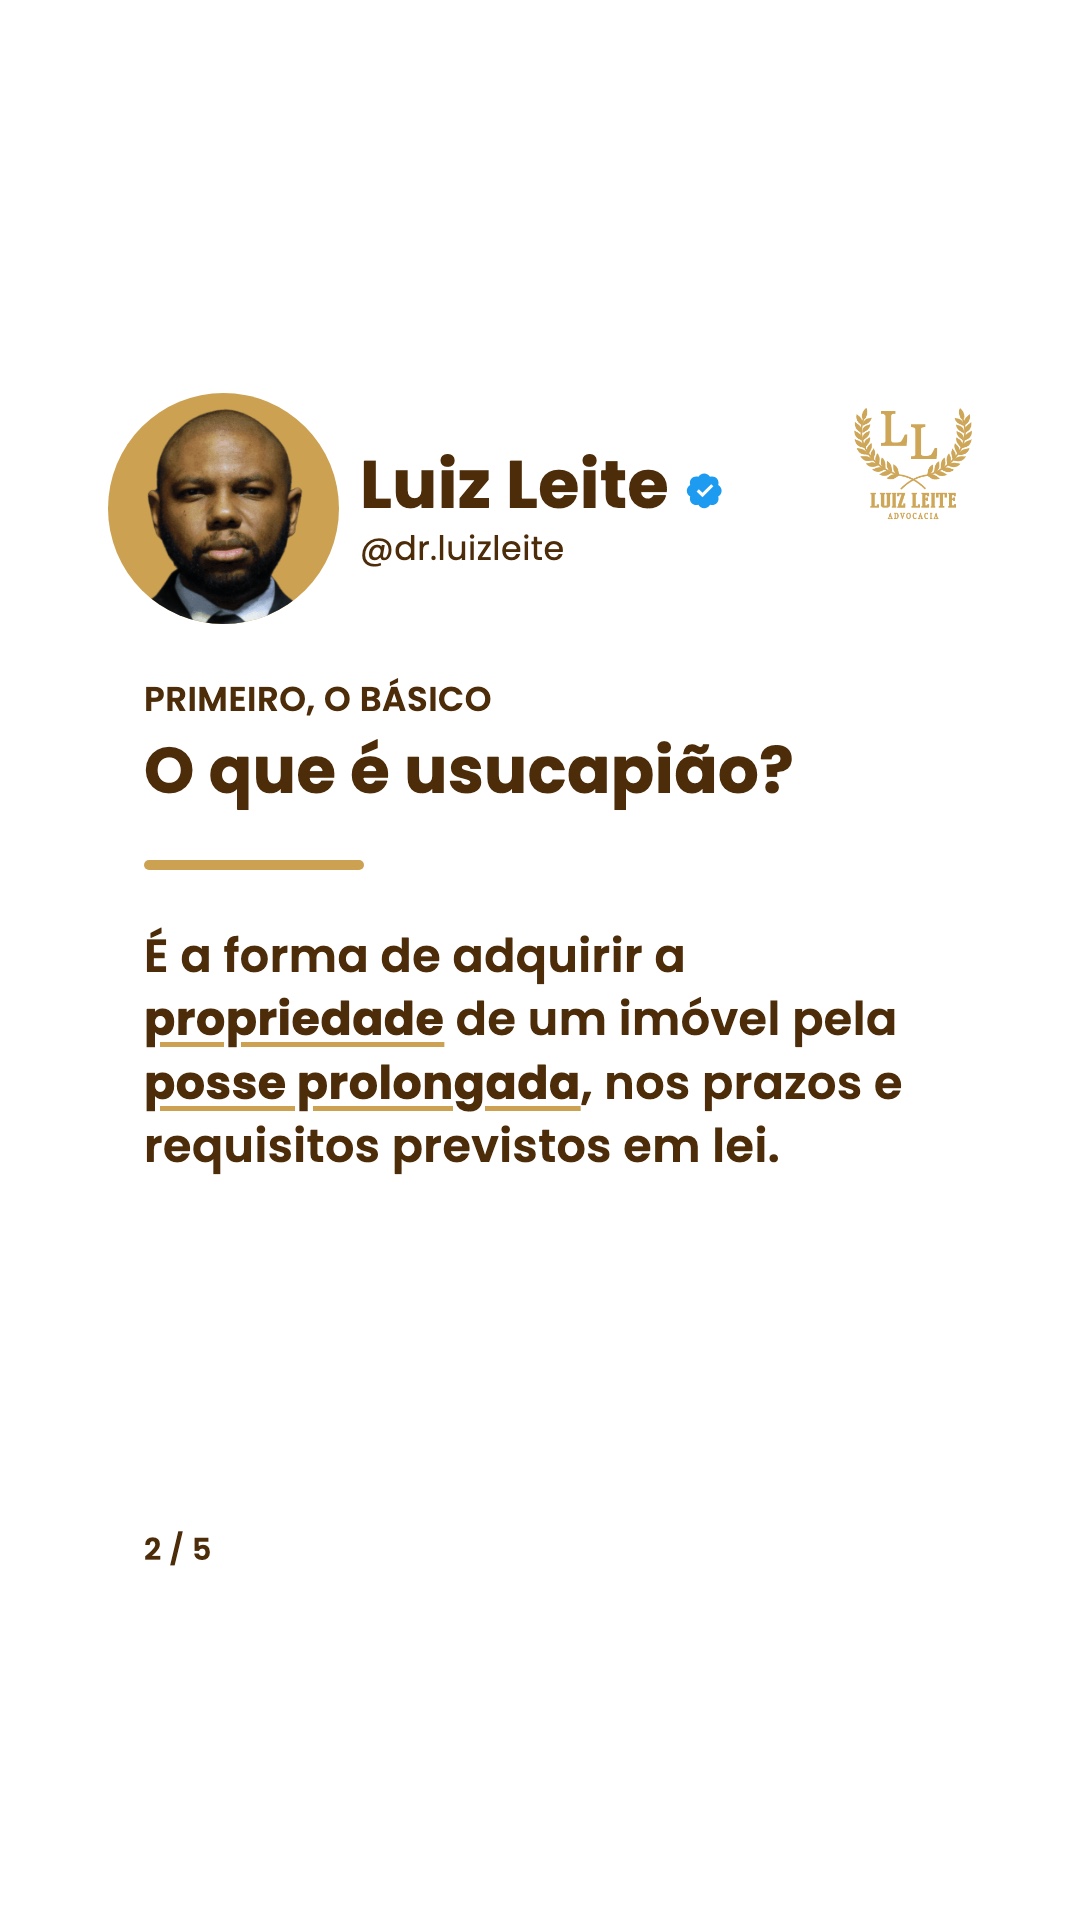 Luiz Leite
@dr.luizleite
LL
LUIZ LEITE
ADVOCACIA
PRIMEIRO, O BÁSICO
O que é usucapião?
É a forma de adquirir a
propriedade de um imóvel pela
posse prolongada, nos prazos e
requisitos previstos em lei.
2 / 5